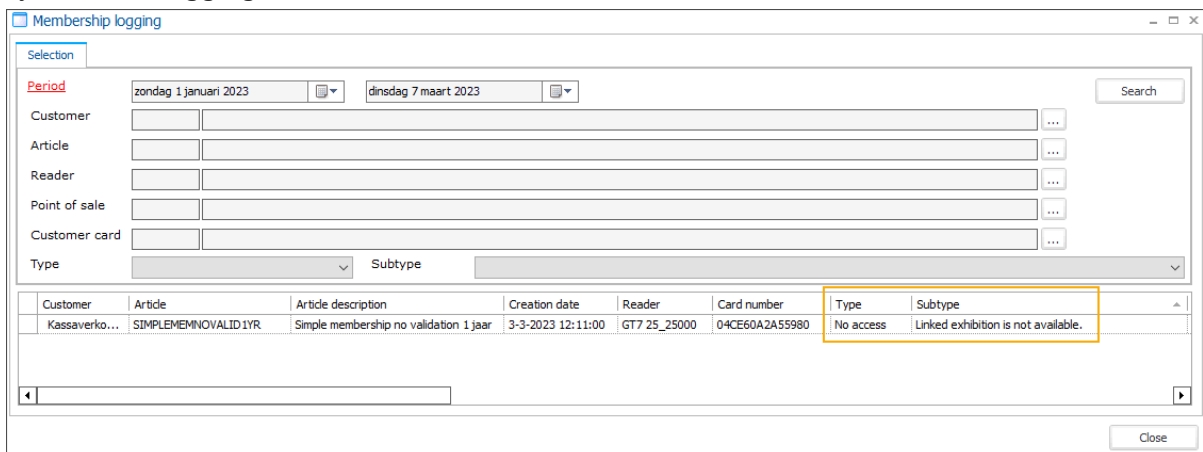 Membership logging
Selection
Period zondag 1 januari 2023 dinsdag 7 maart 2023 Search
Customer ...
Article ...
Reader ...
Point of sale ...
Customer card ...
Type Subtype
Customer Article Article description Creation date Reader Card number Type Subtype
Kassaverko... SIMPLEMEMNOVALID1YR Simple membership no validation 1 jaar 3-3-2023 12:11:00 GT7 25_25000 04CE60A2A55980 No access Linked exhibition is not available.
Close